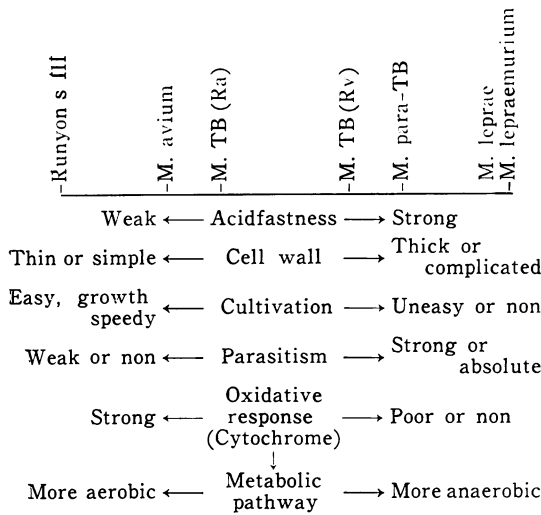 Runyon s III
M. avium
M. TB (Ra)
M. TB (Rv)
M. para-TB
M. leprae
M. lepraemurium
Weak ← Acidfastness → Strong
Thin or simple ← Cell wall → Thick or
complicated
Easy, growth
speedy ← Cultivation → Uneasy or non
Weak or non ← Parasitism → Strong or
absolute
Oxidative
Strong ← response → Poor or non
(Cytochrome)
↓
More aerobic ← Metabolic → More anaerobic
pathway